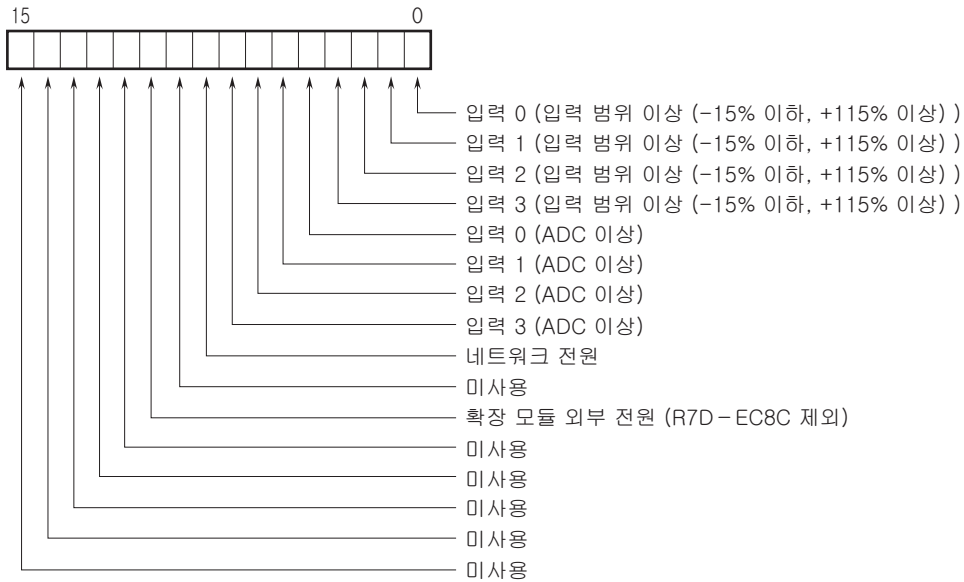 15 0
입력 0 (입력 범위 이상 (-15% 이하, +115% 이상) )
입력 1 (입력 범위 이상 (-15% 이하, +115% 이상) )
입력 2 (입력 범위 이상 (-15% 이하, +115% 이상) )
입력 3 (입력 범위 이상 (-15% 이하, +115% 이상) )
입력 0 (ADC 이상)
입력 1 (ADC 이상)
입력 2 (ADC 이상)
입력 3 (ADC 이상)
네트워크 전원
미사용
확장 모듈 외부 전원 (R7D-EC8C 제외)
미사용
미사용
미사용
미사용
미사용